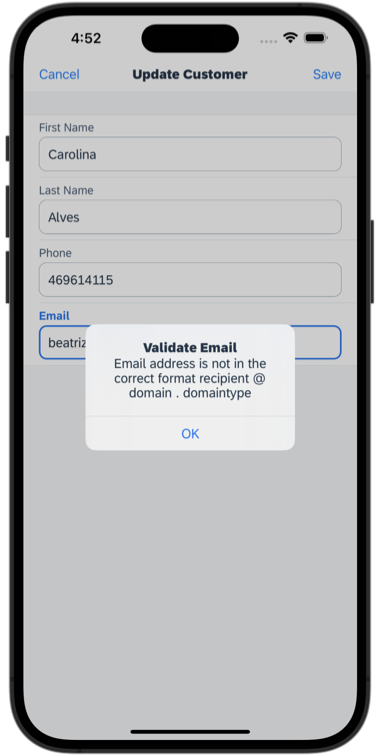 4:52
Cancel Update Customer Save
First Name
Carolina
Last Name
Alves
Phone
469614115
Email
beatriz
Validate Email
Email address is not in the
correct format recipient @
domain . domaintype
OK